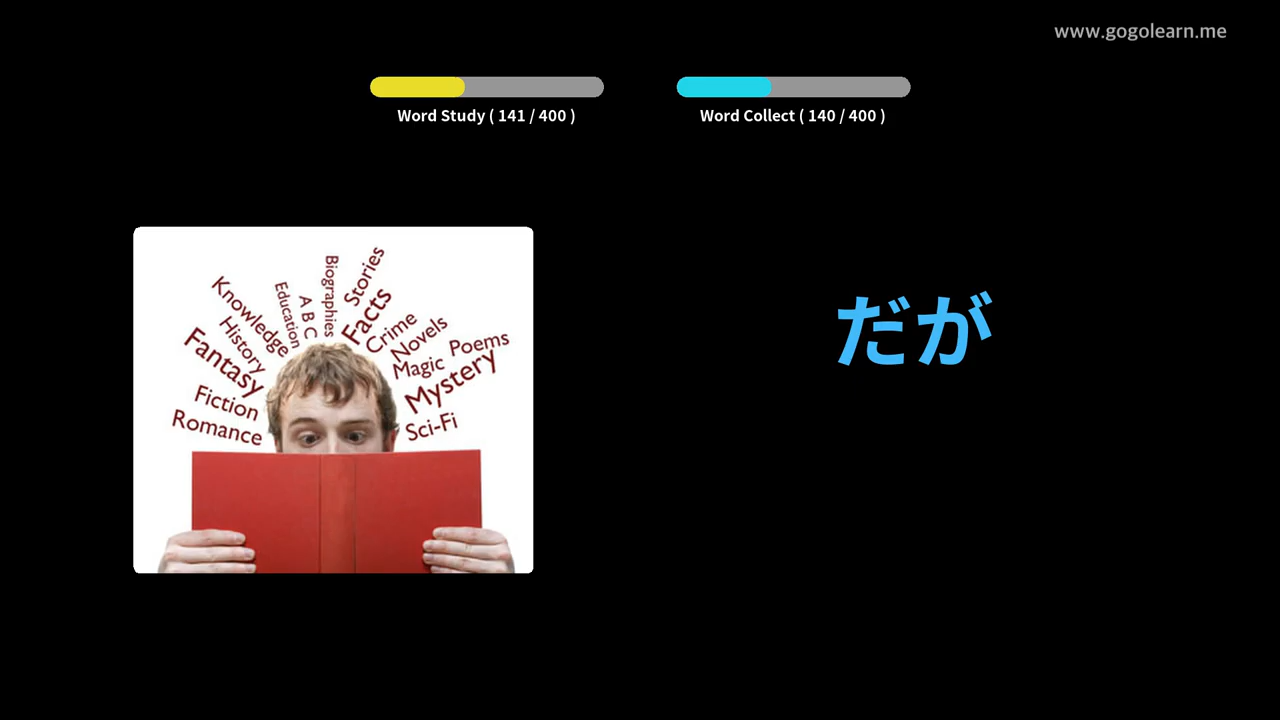 www.gogolearn.me
Word Study ( 141 / 400 )
Word Collect ( 140 / 400 )
だが
Biographies
Stories
Education
A B C
Facts
Knowledge
History
Crime
Novels
Fantasy
Magic
Poems
Mystery
Fiction
Romance
Sci-Fi